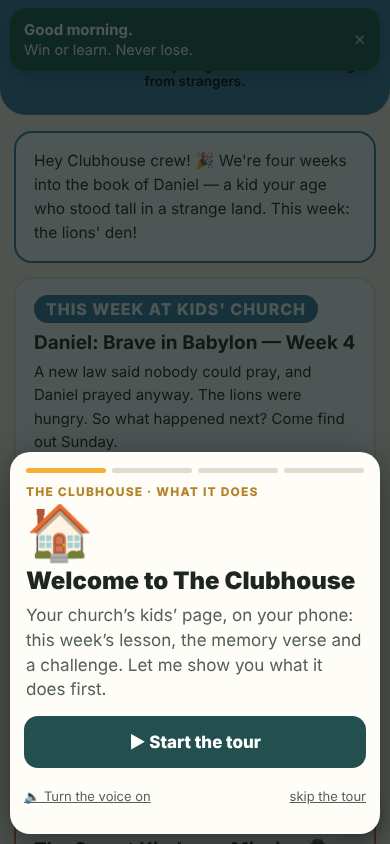 Good morning.
Win or learn. Never lose.
×
from strangers.
Hey Clubhouse crew! 🎉 We're four weeks
into the book of Daniel — a kid your age
who stood tall in a strange land. This week:
the lions' den!
THIS WEEK AT KIDS' CHURCH
Daniel: Brave in Babylon — Week 4
A new law said nobody could pray, and
Daniel prayed anyway. The lions were
hungry. So what happened next? Come find
out Sunday.
THE CLUBHOUSE · WHAT IT DOES
Welcome to The Clubhouse
Your church’s kids’ page, on your phone:
this week’s lesson, the memory verse and
a challenge. Let me show you what it
does first.
▶ Start the tour
🔈 Turn the voice on
skip the tour